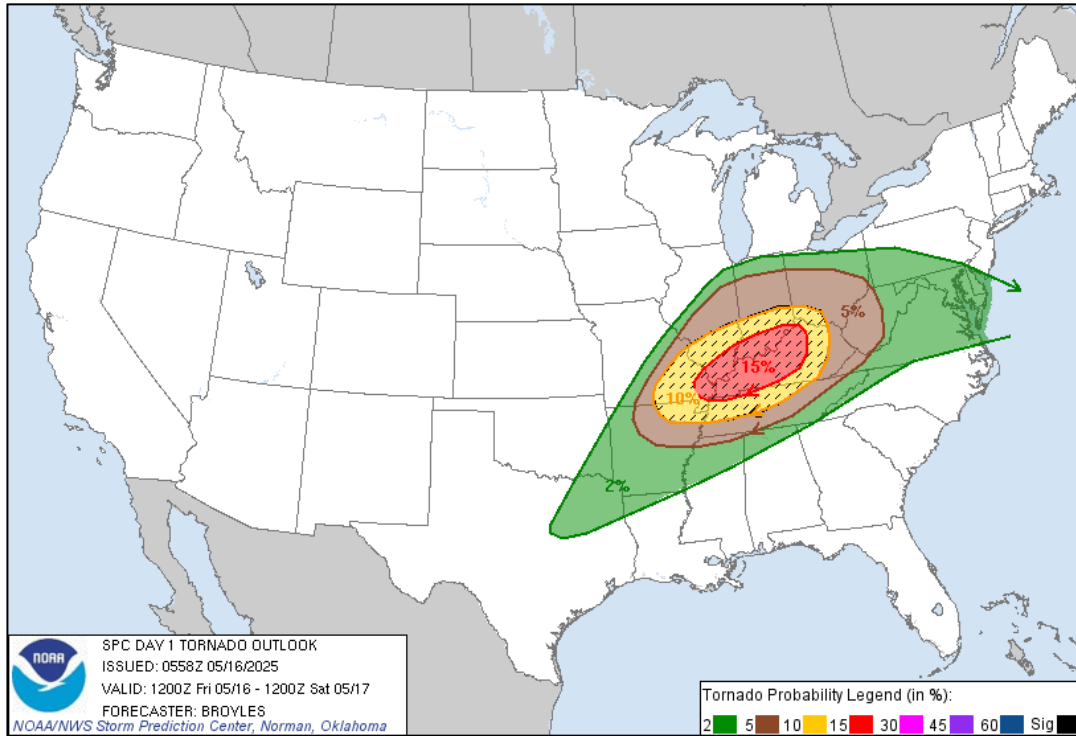 5%
15%
10%
2%
NOAA
SPC DAY 1 TORNADO OUTLOOK
ISSUED: 0558Z 05/16/2025
VALID: 1200Z Fri 05/16 - 1200Z Sat 05/17
FORECASTER: BROYLES
NOAA/NWS Storm Prediction Center, Norman, Oklahoma
Tornado Probability Legend (in %):
2 5 10 15 30 45 60 Sig